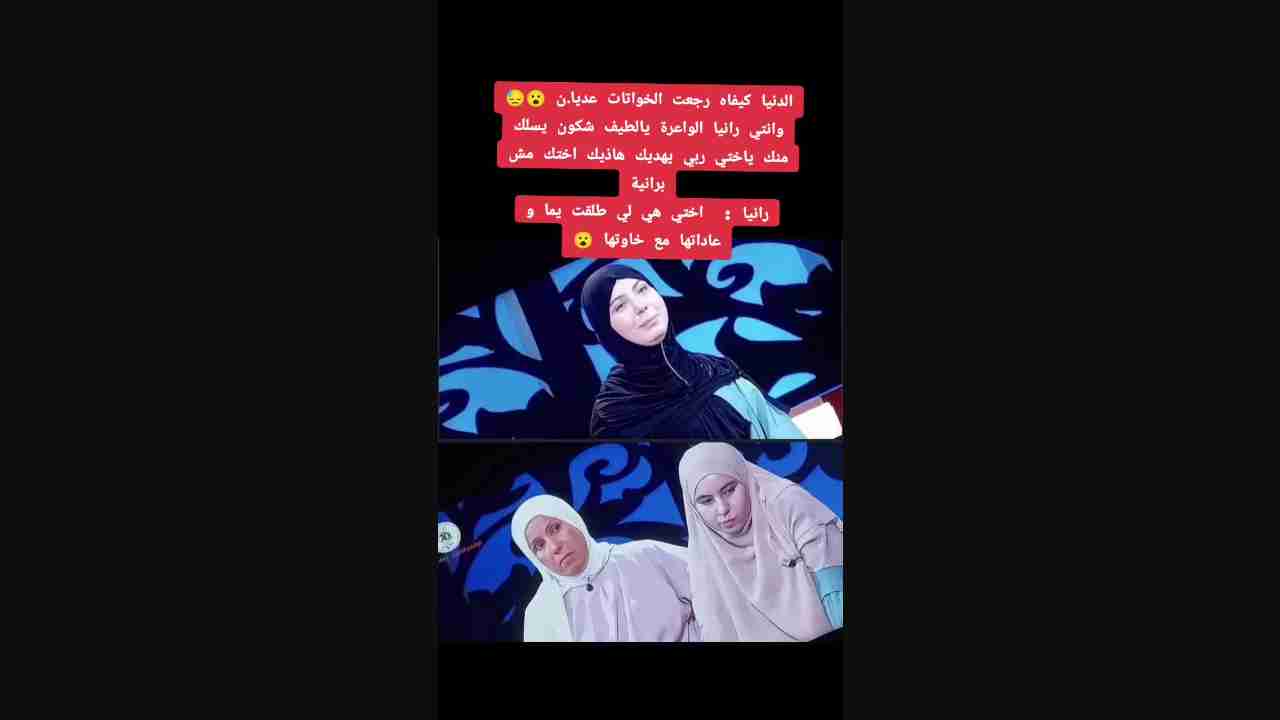 الدنيا كيفاه رجعت الخواتات عديا.ن 😮😓
وانتي رانيا الواعرة يالطيف شكون يسلك
منك ياختي ربي يهديك هاذيك اختك مش
برانية
رانيا : اختي هي لي طلقت يما و
عاداتها مع خاوتها 😮